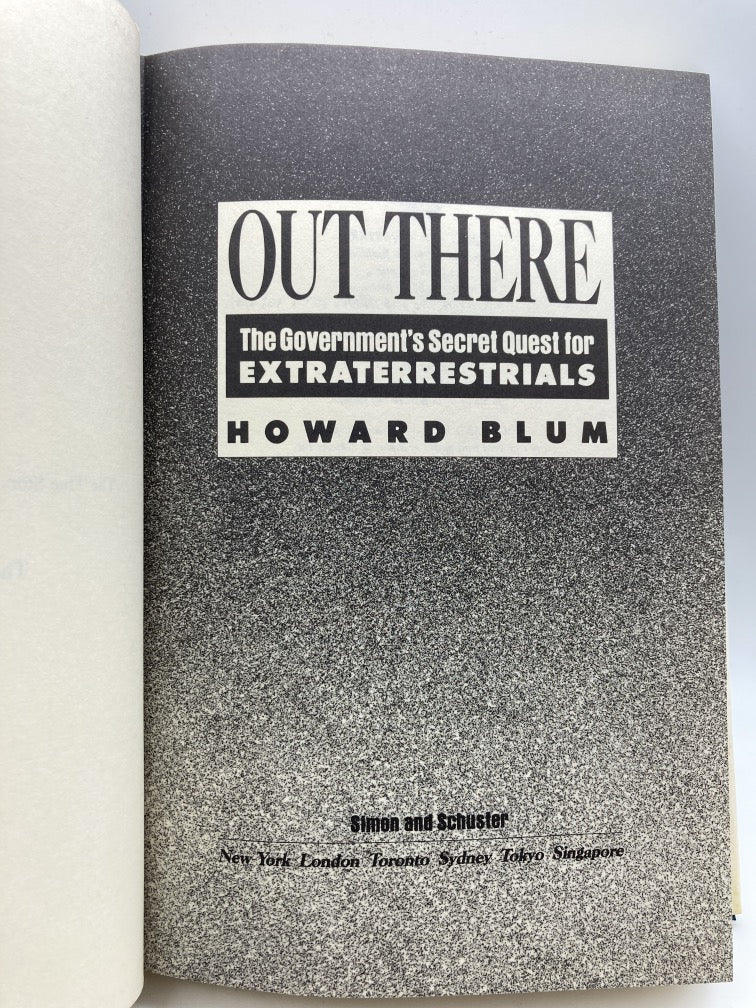 OUT THERE
The Government's Secret Quest for
EXTRATERRESTRIALS
HOWARD BLUM
Simon and Schuster
New York London Toronto Sydney Tokyo Singapore